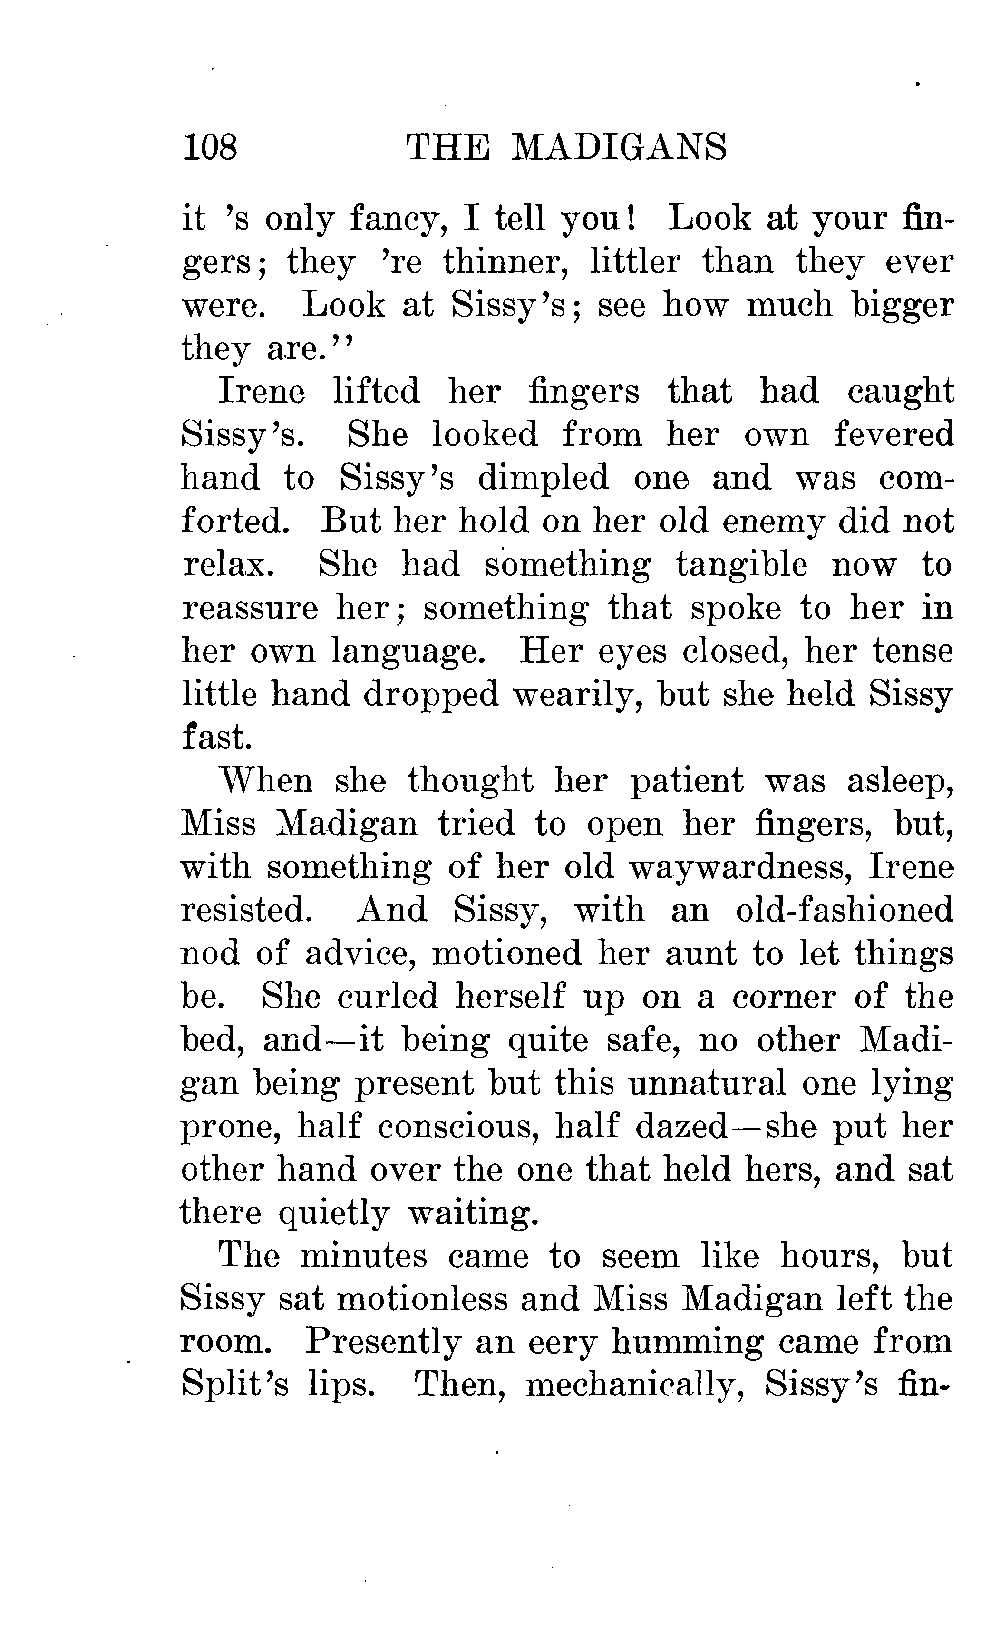 108 THE MADIGANS
it 's only fancy, I tell you! Look at your fin-
gers; they 're thinner, littler than they ever
were. Look at Sissy's; see how much bigger
they are.''
Irene lifted her fingers that had caught
Sissy's. She looked from her own fevered
hand to Sissy's dimpled one and was com-
forted. But her hold on her old enemy did not
relax. She had something tangible now to
reassure her; something that spoke to her in
her own language. Her eyes closed, her tense
little hand dropped wearily, but she held Sissy
fast.
When she thought her patient was asleep,
Miss Madigan tried to open her fingers, but,
with something of her old waywardness, Irene
resisted. And Sissy, with an old-fashioned
nod of advice, motioned her aunt to let things
be. She curled herself up on a corner of the
bed, and—it being quite safe, no other Madi-
gan being present but this unnatural one lying
prone, half conscious, half dazed—she put her
other hand over the one that held hers, and sat
there quietly waiting.
The minutes came to seem like hours, but
Sissy sat motionless and Miss Madigan left the
room. Presently an eery humming came from
Split's lips. Then, mechanically, Sissy's fin-